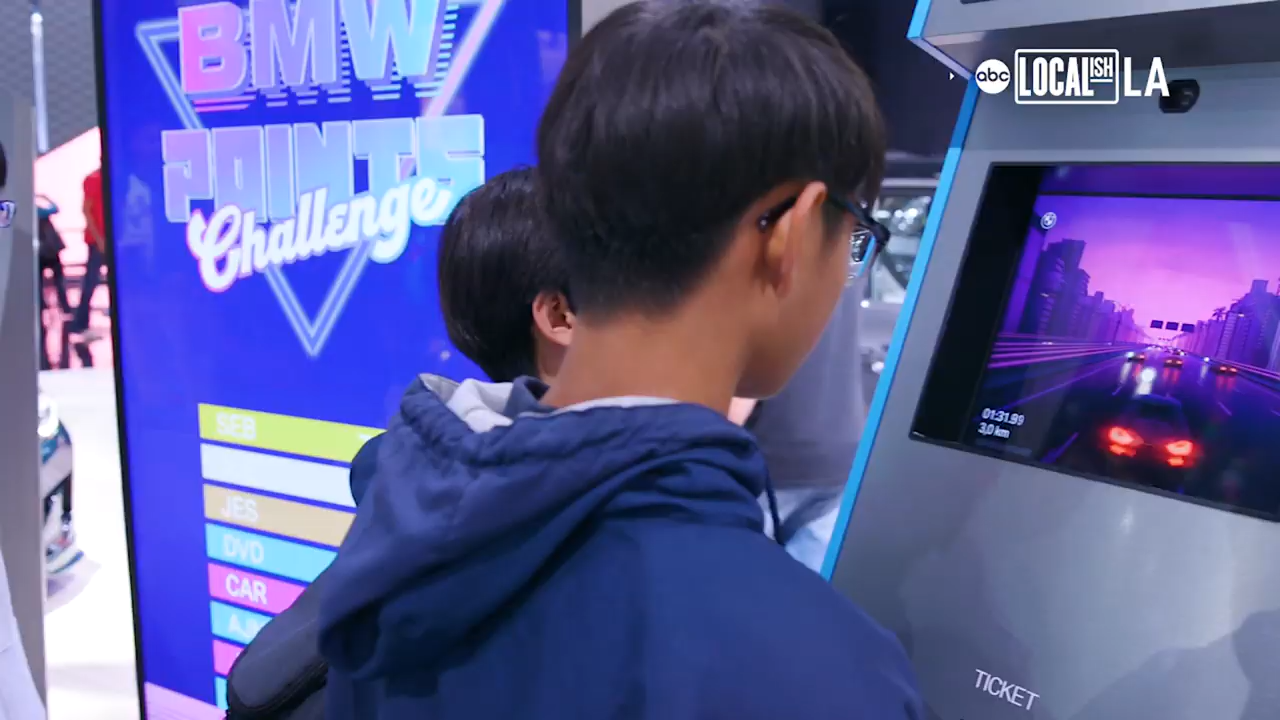 BMW
POINTS
Challenge
SEB
JES
DVD
CAR
abc LOCALISH LA
01:31.99
3,0 km
TICKET